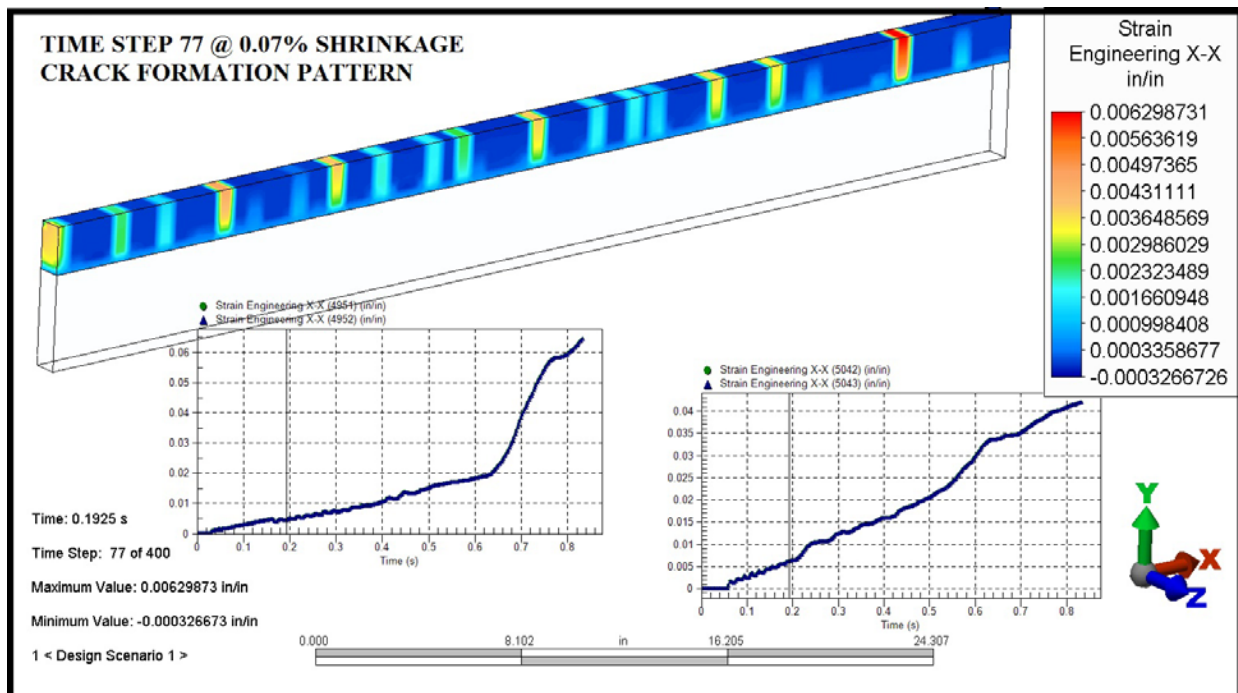 TIME STEP 77 @ 0.07% SHRINKAGE
CRACK FORMATION PATTERN
Strain
Engineering X-X
in/in
0.006298731
0.00563619
0.00497365
0.00431111
0.003648569
0.002986029
0.002323489
0.001660948
0.000998408
0.0003358677
-0.0003266726
Strain Engineering X-X (4951) (in/in)
Strain Engineering X-X (4952) (in/in)
0.06
0.05
0.04
0.03
0.02
0.01
0
0 0.1 0.2 0.3 0.4 0.5 0.6 0.7 0.8
Time (s)
Strain Engineering X-X (5042) (in/in)
Strain Engineering X-X (5043) (in/in)
0.04
0.035
0.03
0.025
0.02
0.015
0.01
0.005
0
0 0.1 0.2 0.3 0.4 0.5 0.6 0.7 0.8
Time (s)
Y
X
Z
Time: 0.1925 s
Time Step: 77 of 400
Maximum Value: 0.00629873 in/in
Minimum Value: -0.000326673 in/in
1 < Design Scenario 1 >
0.000 8.102 in 16.205 24.307